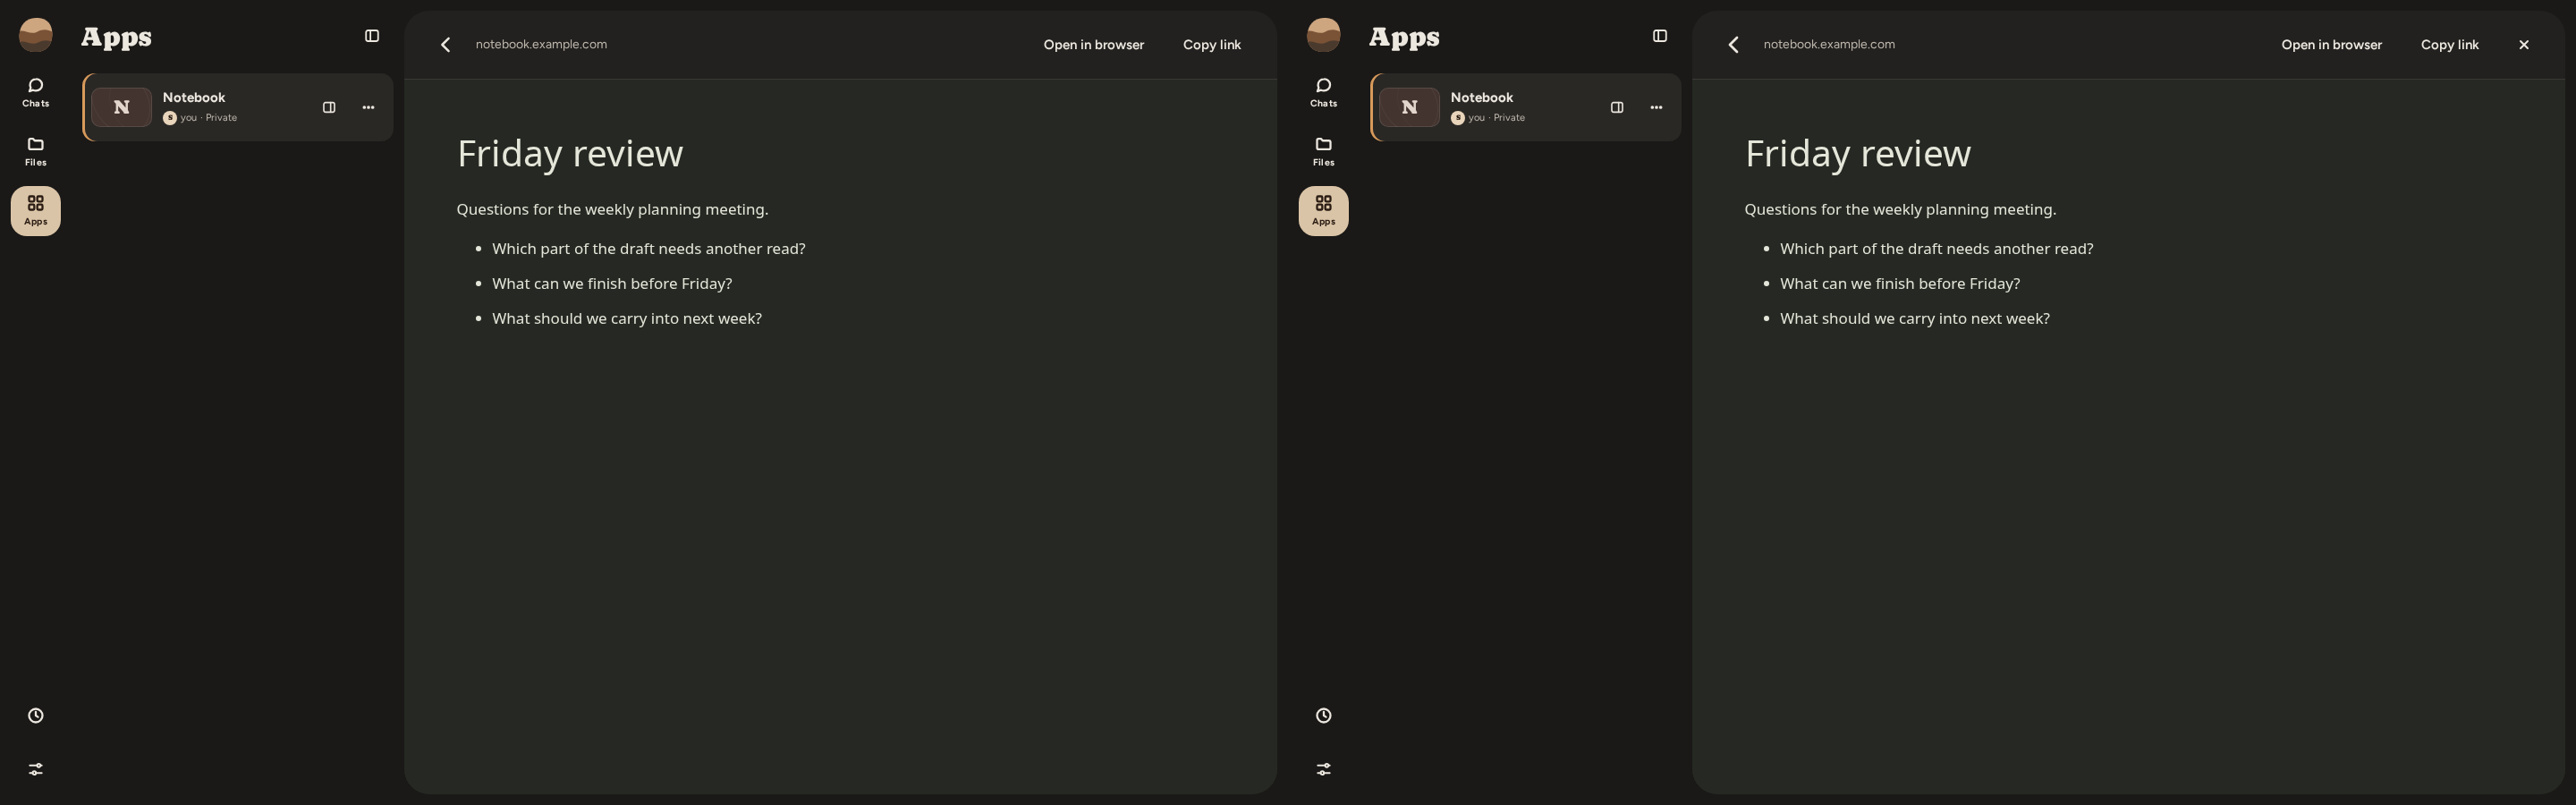 Apps
notebook.example.com
Open in browser
Copy link
Chats
N
Notebook
s you · Private
Files
Apps
Friday review
Questions for the weekly planning meeting.
• Which part of the draft needs another read?
• What can we finish before Friday?
• What should we carry into next week?
Apps
notebook.example.com
Open in browser
Copy link
Chats
N
Notebook
s you · Private
Files
Apps
Friday review
Questions for the weekly planning meeting.
• Which part of the draft needs another read?
• What can we finish before Friday?
• What should we carry into next week?